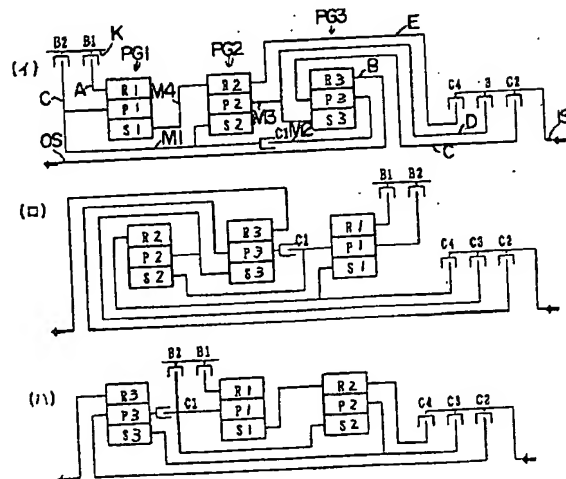 PG3
E
B2 B1 K
PG1
PG2
(イ)
A
C
R1
P1
S1
M4
R2
P2
S2
M3
R3
P3
S3
B
C4 3 C2
C1
M2
M1
OS
D
C
IS
(ロ)
B1 B2
R2
P2
S2
R3
P3
S3
C1
R1
P1
S1
C4 C3 C2
(ハ)
B2 B1
R3
P3
S3
C1
R1
P1
S1
R2
P2
S2
C4 C3 C2